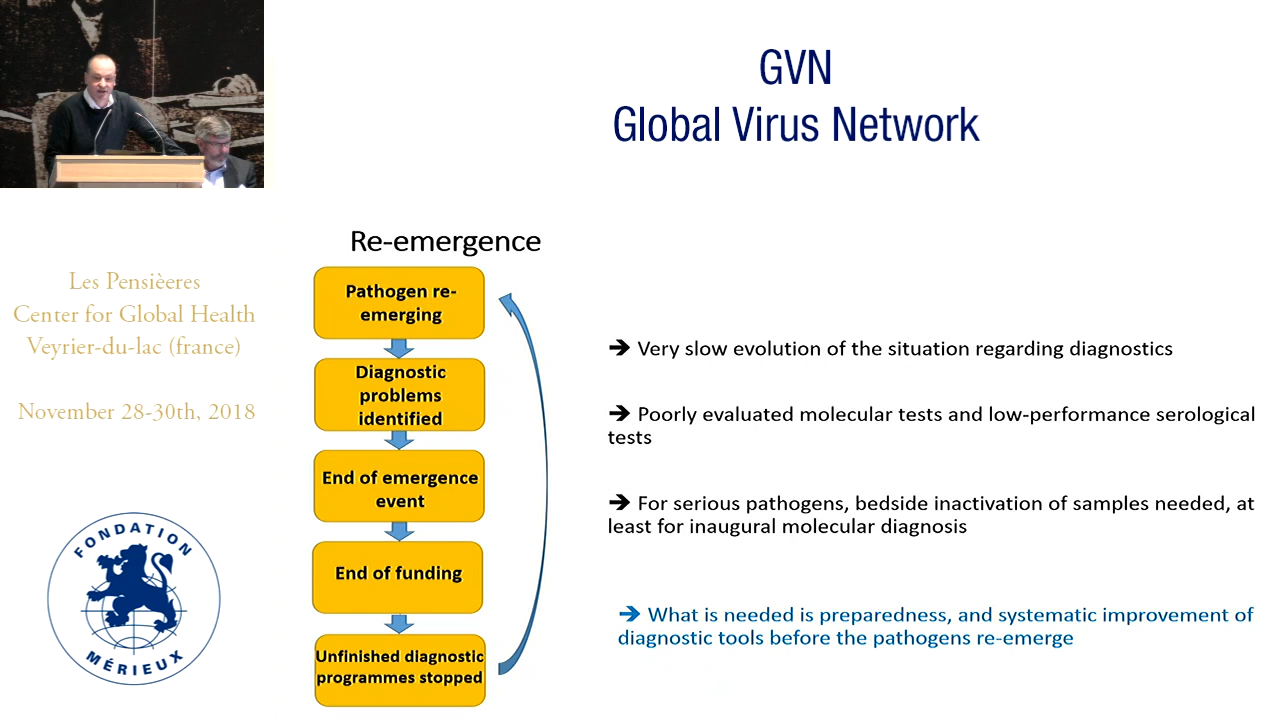 GVN
Global Virus Network
Les Pensièeres
Center for Global Health
Veyrier-du-lac (france)
November 28-30th, 2018
FONDATION
MÉRIEUX
Re-emergence
Pathogen re-
emerging
Diagnostic
problems
identified
End of emergence
event
End of funding
Unfinished diagnostic
programmes stopped
➔ Very slow evolution of the situation regarding diagnostics
➔ Poorly evaluated molecular tests and low-performance serological
tests
➔ For serious pathogens, bedside inactivation of samples needed, at
least for inaugural molecular diagnosis
➔ What is needed is preparedness, and systematic improvement of
diagnostic tools before the pathogens re-emerge